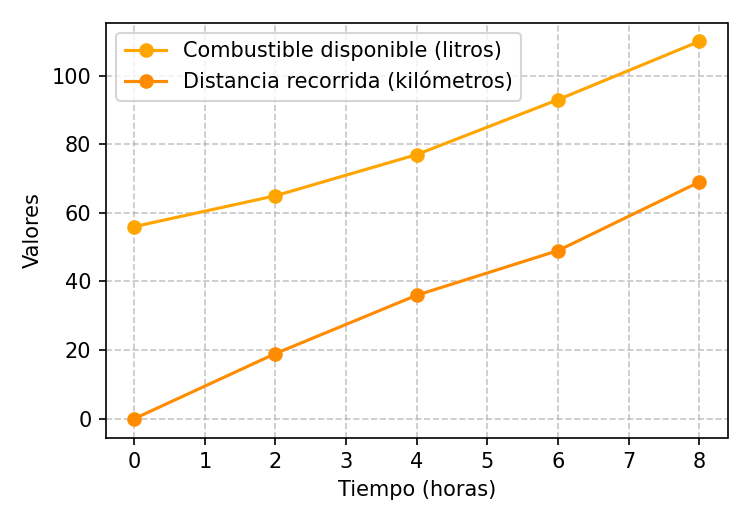 Combustible disponible (litros)
Distancia recorrida (kilómetros)
Valores
100
80
60
40
20
0
0 1 2 3 4 5 6 7 8
Tiempo (horas)